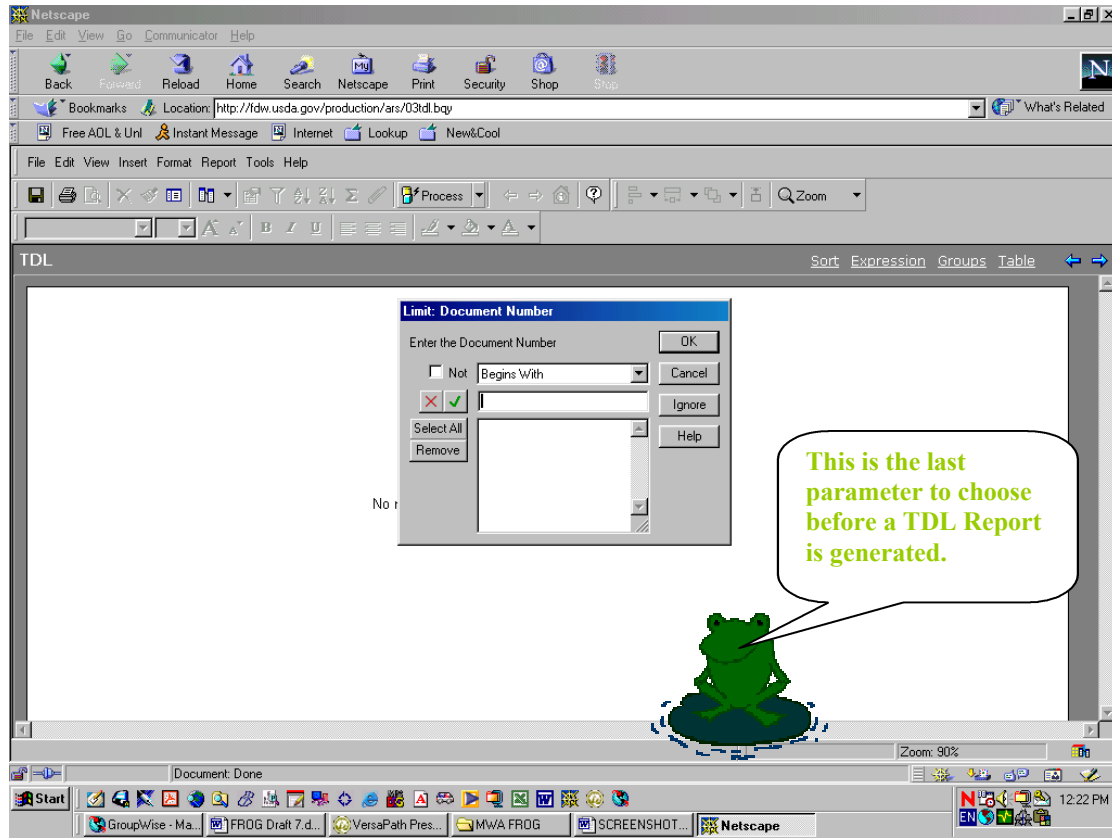 Netscape
File Edit View Go Communicator Help
Back Forward Reload Home Search Netscape Print Security Shop Stop
Bookmarks Location: http://fdw.usda.gov/production/ars/03tdl.bqy What's Related
Free AOL & Unl Instant Message Internet Lookup New&Cool
File Edit View Insert Format Report Tools Help
Process Zoom
B I U
TDL Sort Expression Groups Table
Limit: Document Number
Enter the Document Number OK
Not Begins With Cancel
Ignore
Select All Help
Remove
No r
This is the last
parameter to choose
before a TDL Report
is generated.
Zoom: 90%
Document: Done
Start 12:22 PM
EN
GroupWise - Ma... FROG Draft 7.d... VersaPath Pres... MWA FROG SCREENSHOT... Netscape